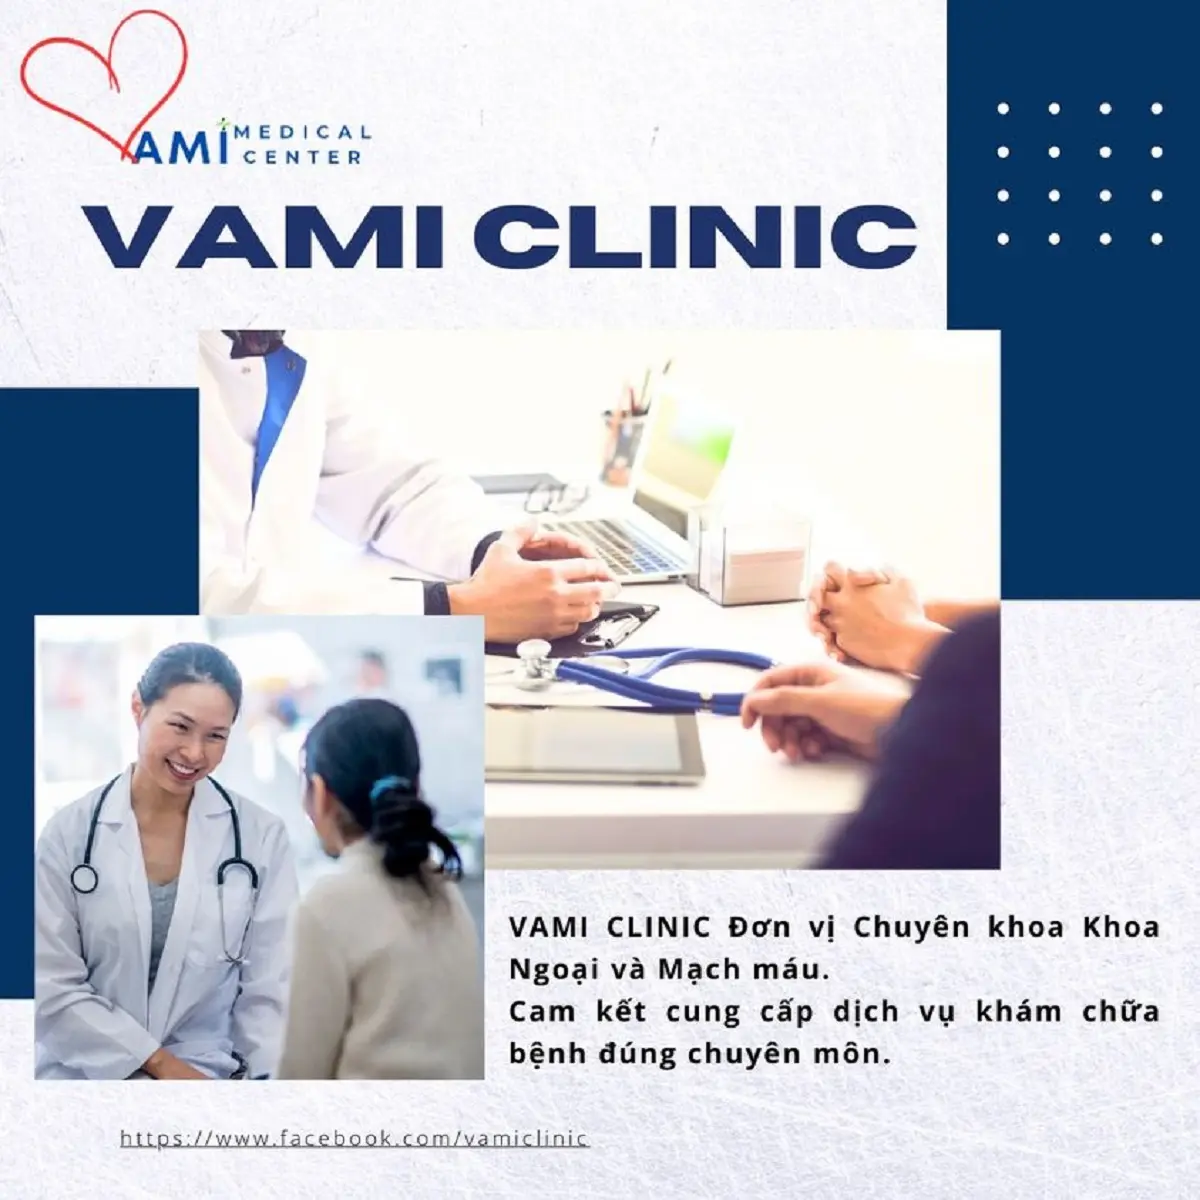 VAMI MEDICAL
CENTER
VAMI CLINIC
VAMI CLINIC Đơn vị Chuyên khoa Khoa
Ngoại và Mạch máu.
Cam kết cung cấp dịch vụ khám chữa
bệnh đúng chuyên môn.
https://www.facebook.com/vamiclinic